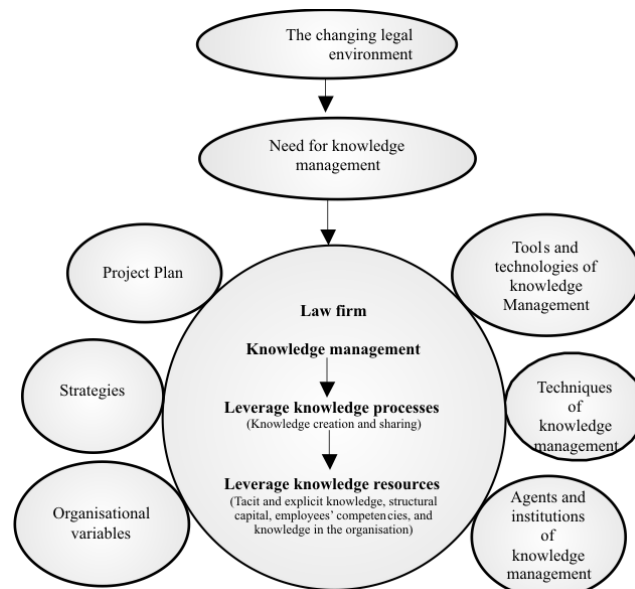 The changing legal
environment
Need for knowledge
management
Project Plan
Tools and
technologies of
knowledge
Management
Law firm
Knowledge management
Strategies
Leverage knowledge processes
(Knowledge creation and sharing)
Techniques
of
knowledge
management
Leverage knowledge resources
(Tacit and explicit knowledge, structural
capital, employees' competencies, and
knowledge in the organisation)
Organisational
variables
Agents and
institutions
of
knowledge
management